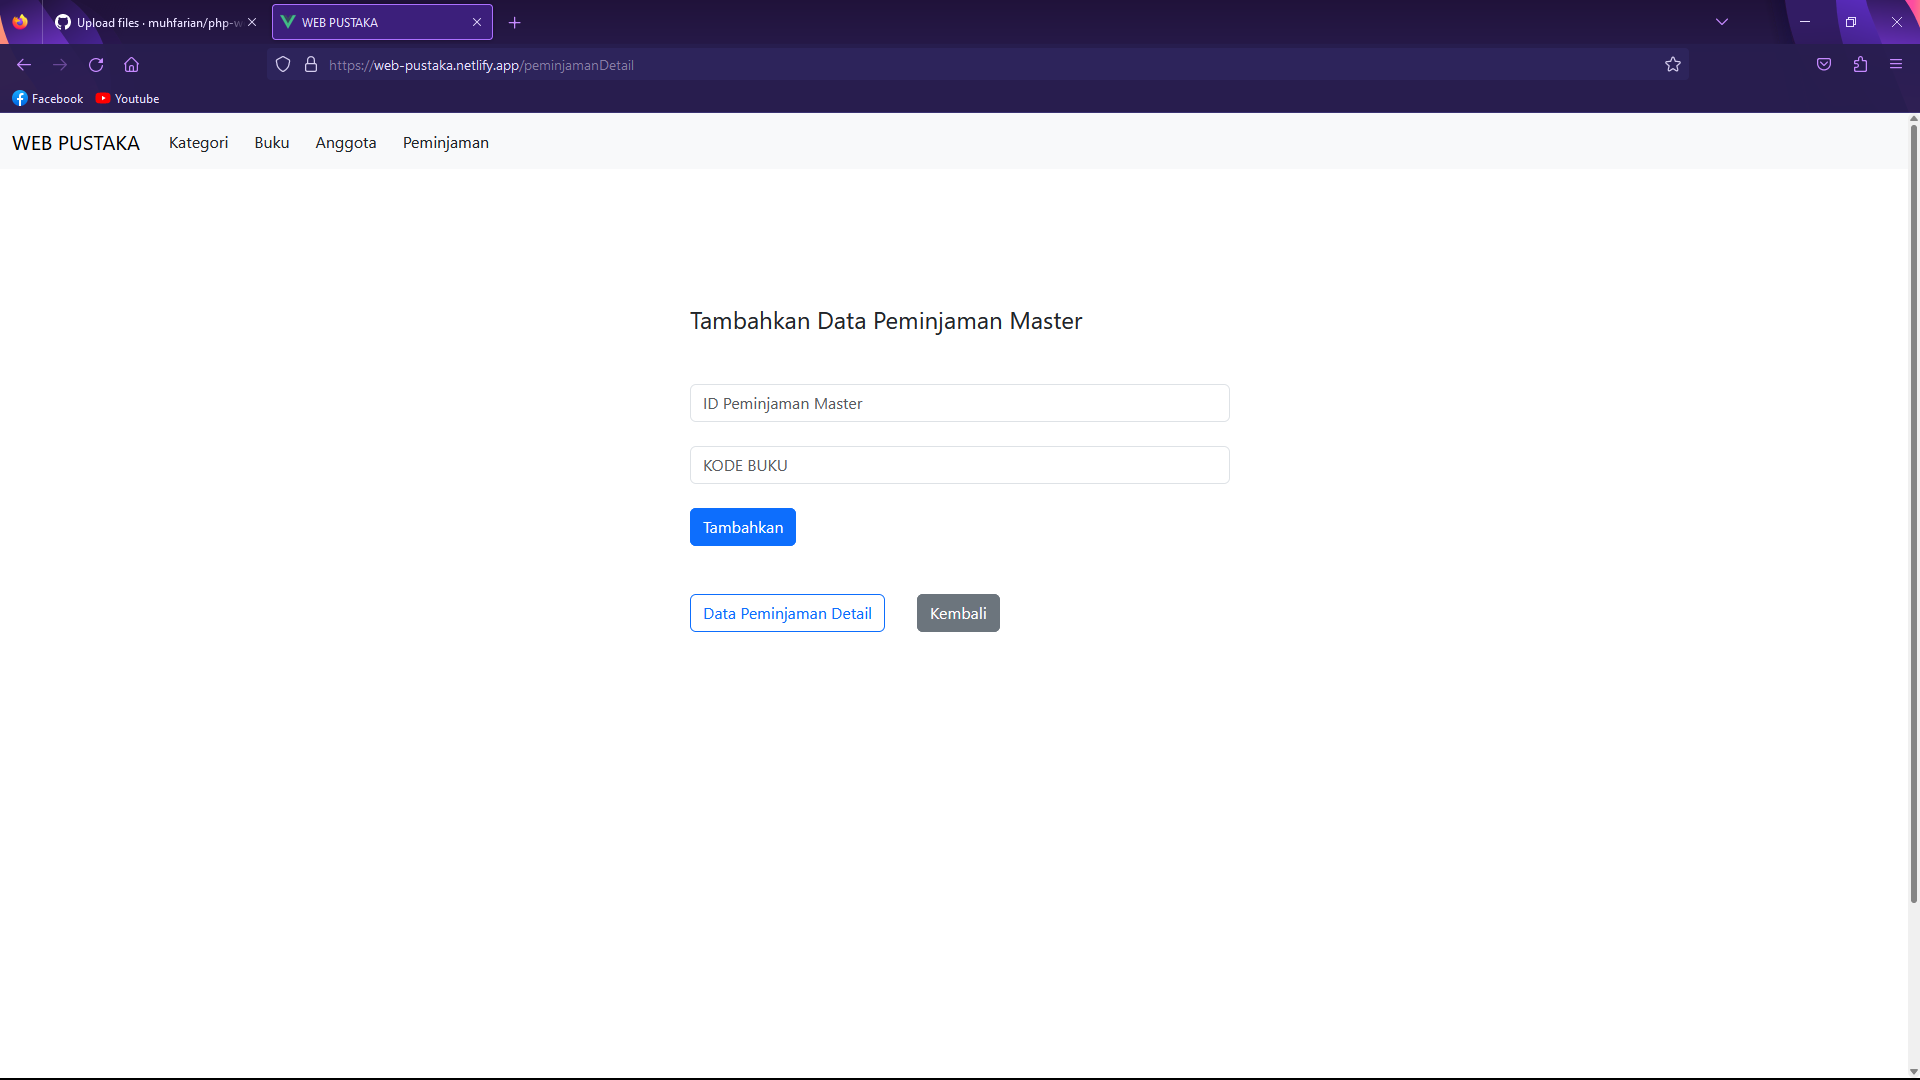 Upload files · muhfarian/php-w
WEB PUSTAKA
https://web-pustaka.netlify.app/peminjamanDetail
Facebook
Youtube
WEB PUSTAKA
Kategori
Buku
Anggota
Peminjaman
Tambahkan Data Peminjaman Master
ID Peminjaman Master
KODE BUKU
Tambahkan
Data Peminjaman Detail
Kembali